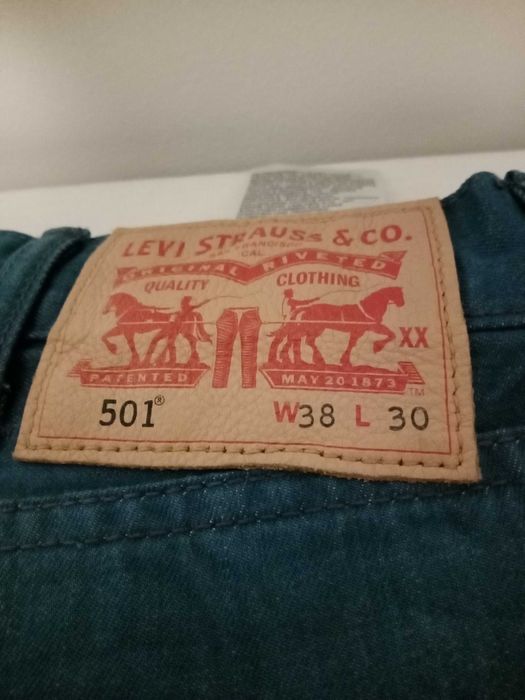 LEVI STRAUSS & CO.
SAN FRANCISCO
CAL
ORIGINAL RIVETED
QUALITY CLOTHING
XX
PATENTED MAY 20 1873 TM
501® W38 L 30